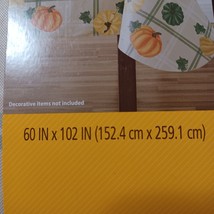 Decorative items not included
60 IN x 102 IN (152.4 cm x 259.1 cm)